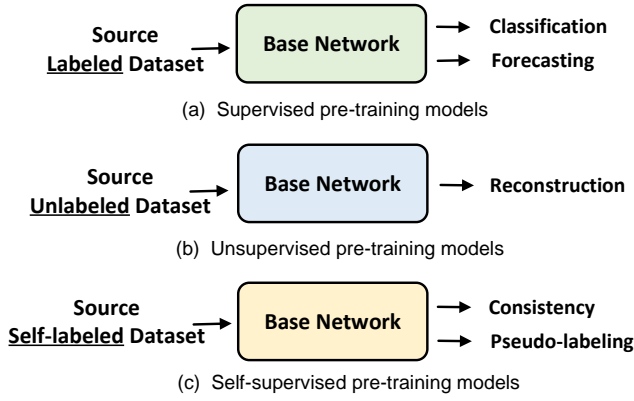 Source
Labeled Dataset
Base Network
Classification
Forecasting
(a) Supervised pre-training models
Source
Unlabeled Dataset
Base Network
Reconstruction
(b) Unsupervised pre-training models
Source
Self-labeled Dataset
Base Network
Consistency
Pseudo-labeling
(c) Self-supervised pre-training models